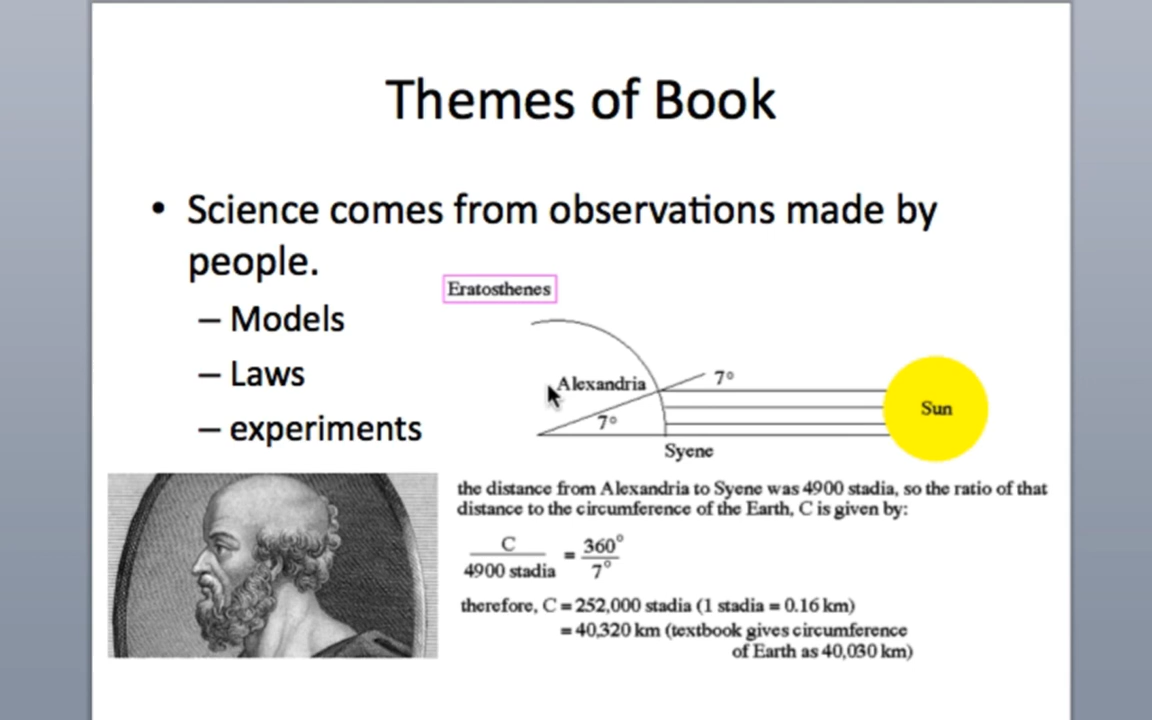 Themes of Book
• Science comes from observations made by
people.
– Models
– Laws
– experiments
Eratosthenes
Alexandria
7°
7°
Sun
Syene
the distance from Alexandria to Syene was 4900 stadia, so the ratio of that
distance to the circumference of the Earth, C is given by:
C / 4900 stadia = 360° / 7°
therefore, C = 252,000 stadia (1 stadia = 0.16 km)
= 40,320 km (textbook gives circumference
of Earth as 40,030 km)